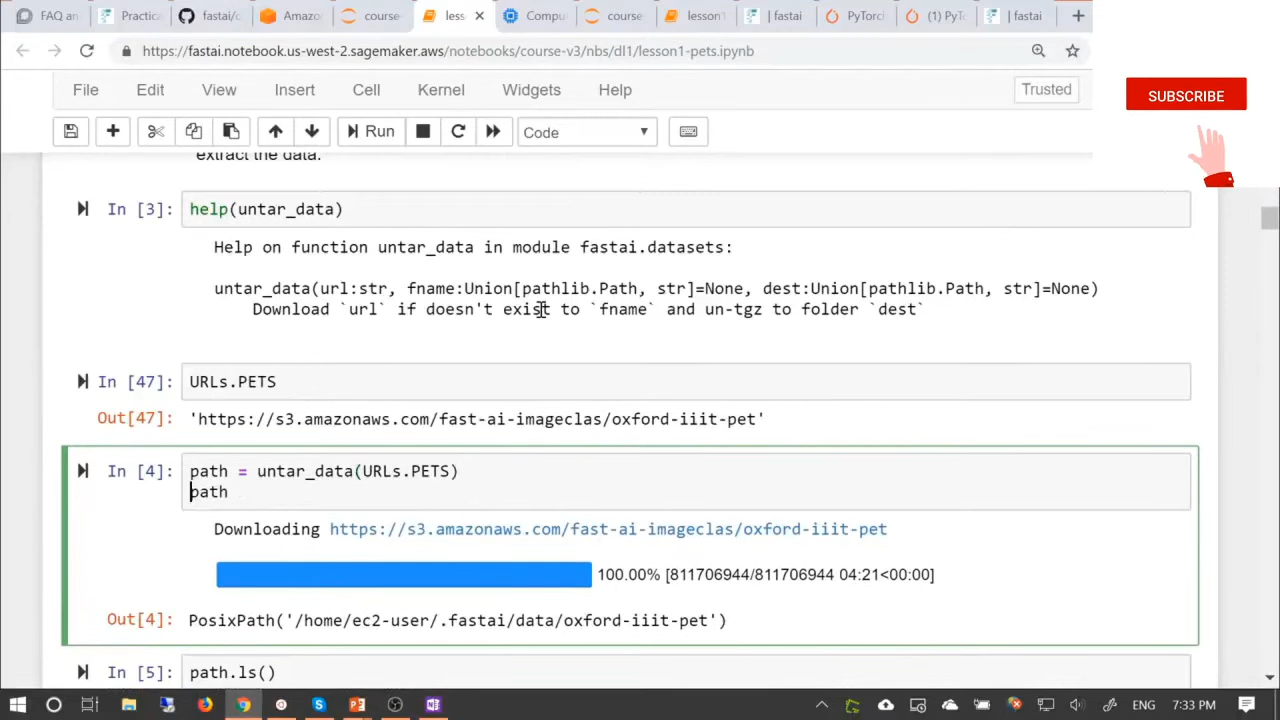 FAQ an
Practice
fastai/c
Amazo
course
less
Compu
course
lesson1
| fastai
PyTorc
(1) PyTo
| fastai
https://fastai.notebook.us-west-2.sagemaker.aws/notebooks/course-v3/nbs/dl1/lesson1-pets.ipynb
File Edit View Insert Cell Kernel Widgets Help Trusted
SUBSCRIBE
Run Code
extract the data.
In [3]: help(untar_data)
Help on function untar_data in module fastai.datasets:
untar_data(url:str, fname:Union[pathlib.Path, str]=None, dest:Union[pathlib.Path, str]=None)
Download `url` if doesn't exist to `fname` and un-tgz to folder `dest`
In [47]: URLs.PETS
Out[47]: 'https://s3.amazonaws.com/fast-ai-imageclas/oxford-iiit-pet'
In [4]: path = untar_data(URLs.PETS)
path
Downloading https://s3.amazonaws.com/fast-ai-imageclas/oxford-iiit-pet
100.00% [811706944/811706944 04:21<00:00]
Out[4]: PosixPath('/home/ec2-user/.fastai/data/oxford-iiit-pet')
In [5]: path.ls()
ENG 7:33 PM